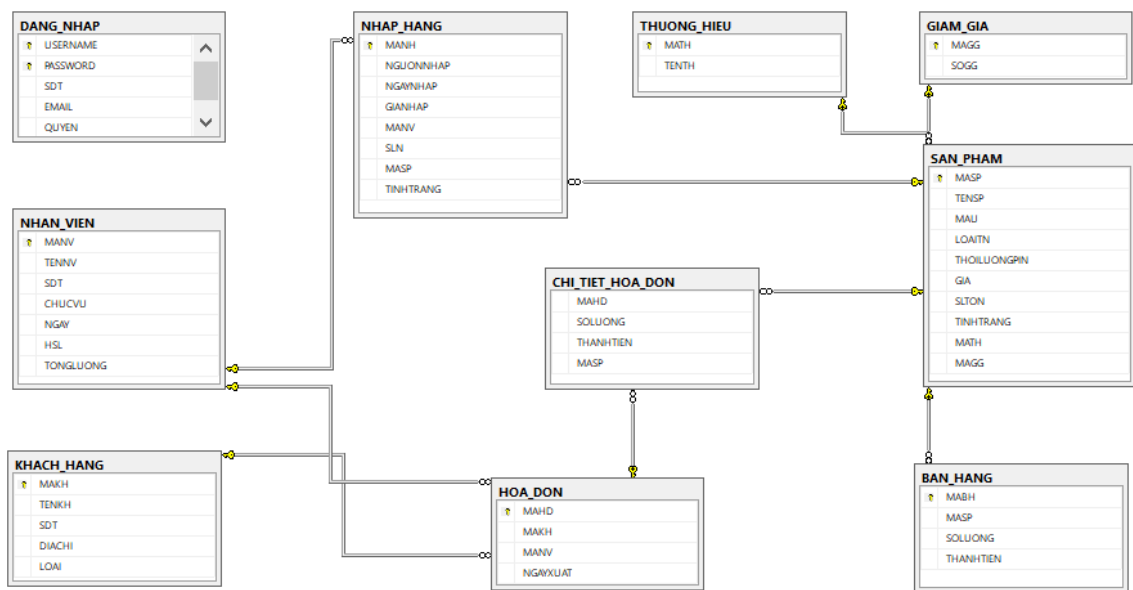 DANG_NHAP
USERNAME
PASSWORD
SDT
EMAIL
QUYEN
NHAP_HANG
MANH
NGUONNHAP
NGAYNHAP
GIANHAP
MANV
SLN
MASP
TINHTRANG
THUONG_HIEU
MATH
TENTH
GIAM_GIA
MAGG
SOGG
SAN_PHAM
MASP
TENSP
MAU
LOAITN
THOILUONGPIN
GIA
SLTON
TINHTRANG
MATH
MAGG
NHAN_VIEN
MANV
TENNV
SDT
CHUCVU
NGAY
HSL
TONGLUONG
CHI_TIET_HOA_DON
MAHD
SOLUONG
THANHTIEN
MASP
KHACH_HANG
MAKH
TENKH
SDT
DIACHI
LOAI
HOA_DON
MAHD
MAKH
MANV
NGAYXUAT
BAN_HANG
MABH
MASP
SOLUONG
THANHTIEN